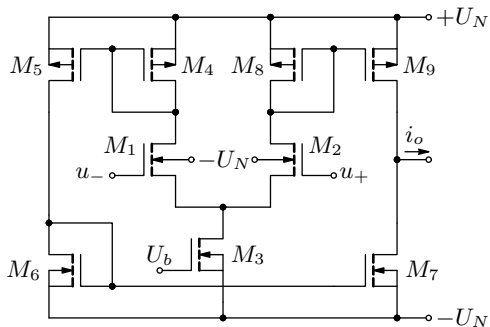 +U_N
M_5 M_4 M_8 M_9
M_1 -U_N M_2 i_o
u_- u_+
U_b M_3
M_6 M_7
-U_N